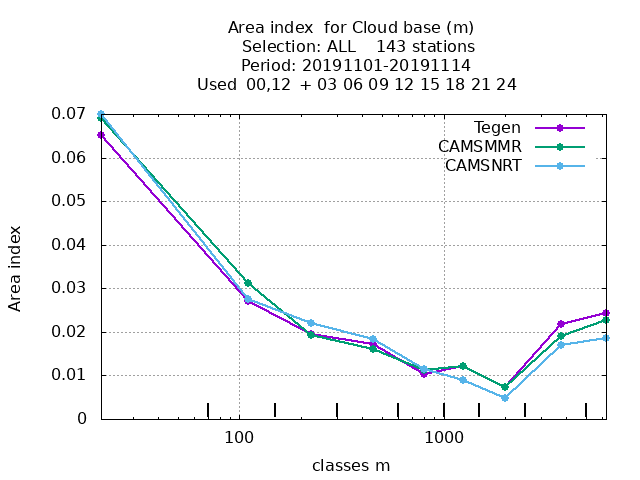 Area index  for Cloud base (m)
Selection: ALL    143 stations
Period: 20191101-20191114
Used  00,12  + 03 06 09 12 15 18 21 24
Tegen
CAMSMMR
CAMSNRT
0.07
0.06
0.05
0.04
0.03
0.02
0.01
0
Area index
100
1000
classes m